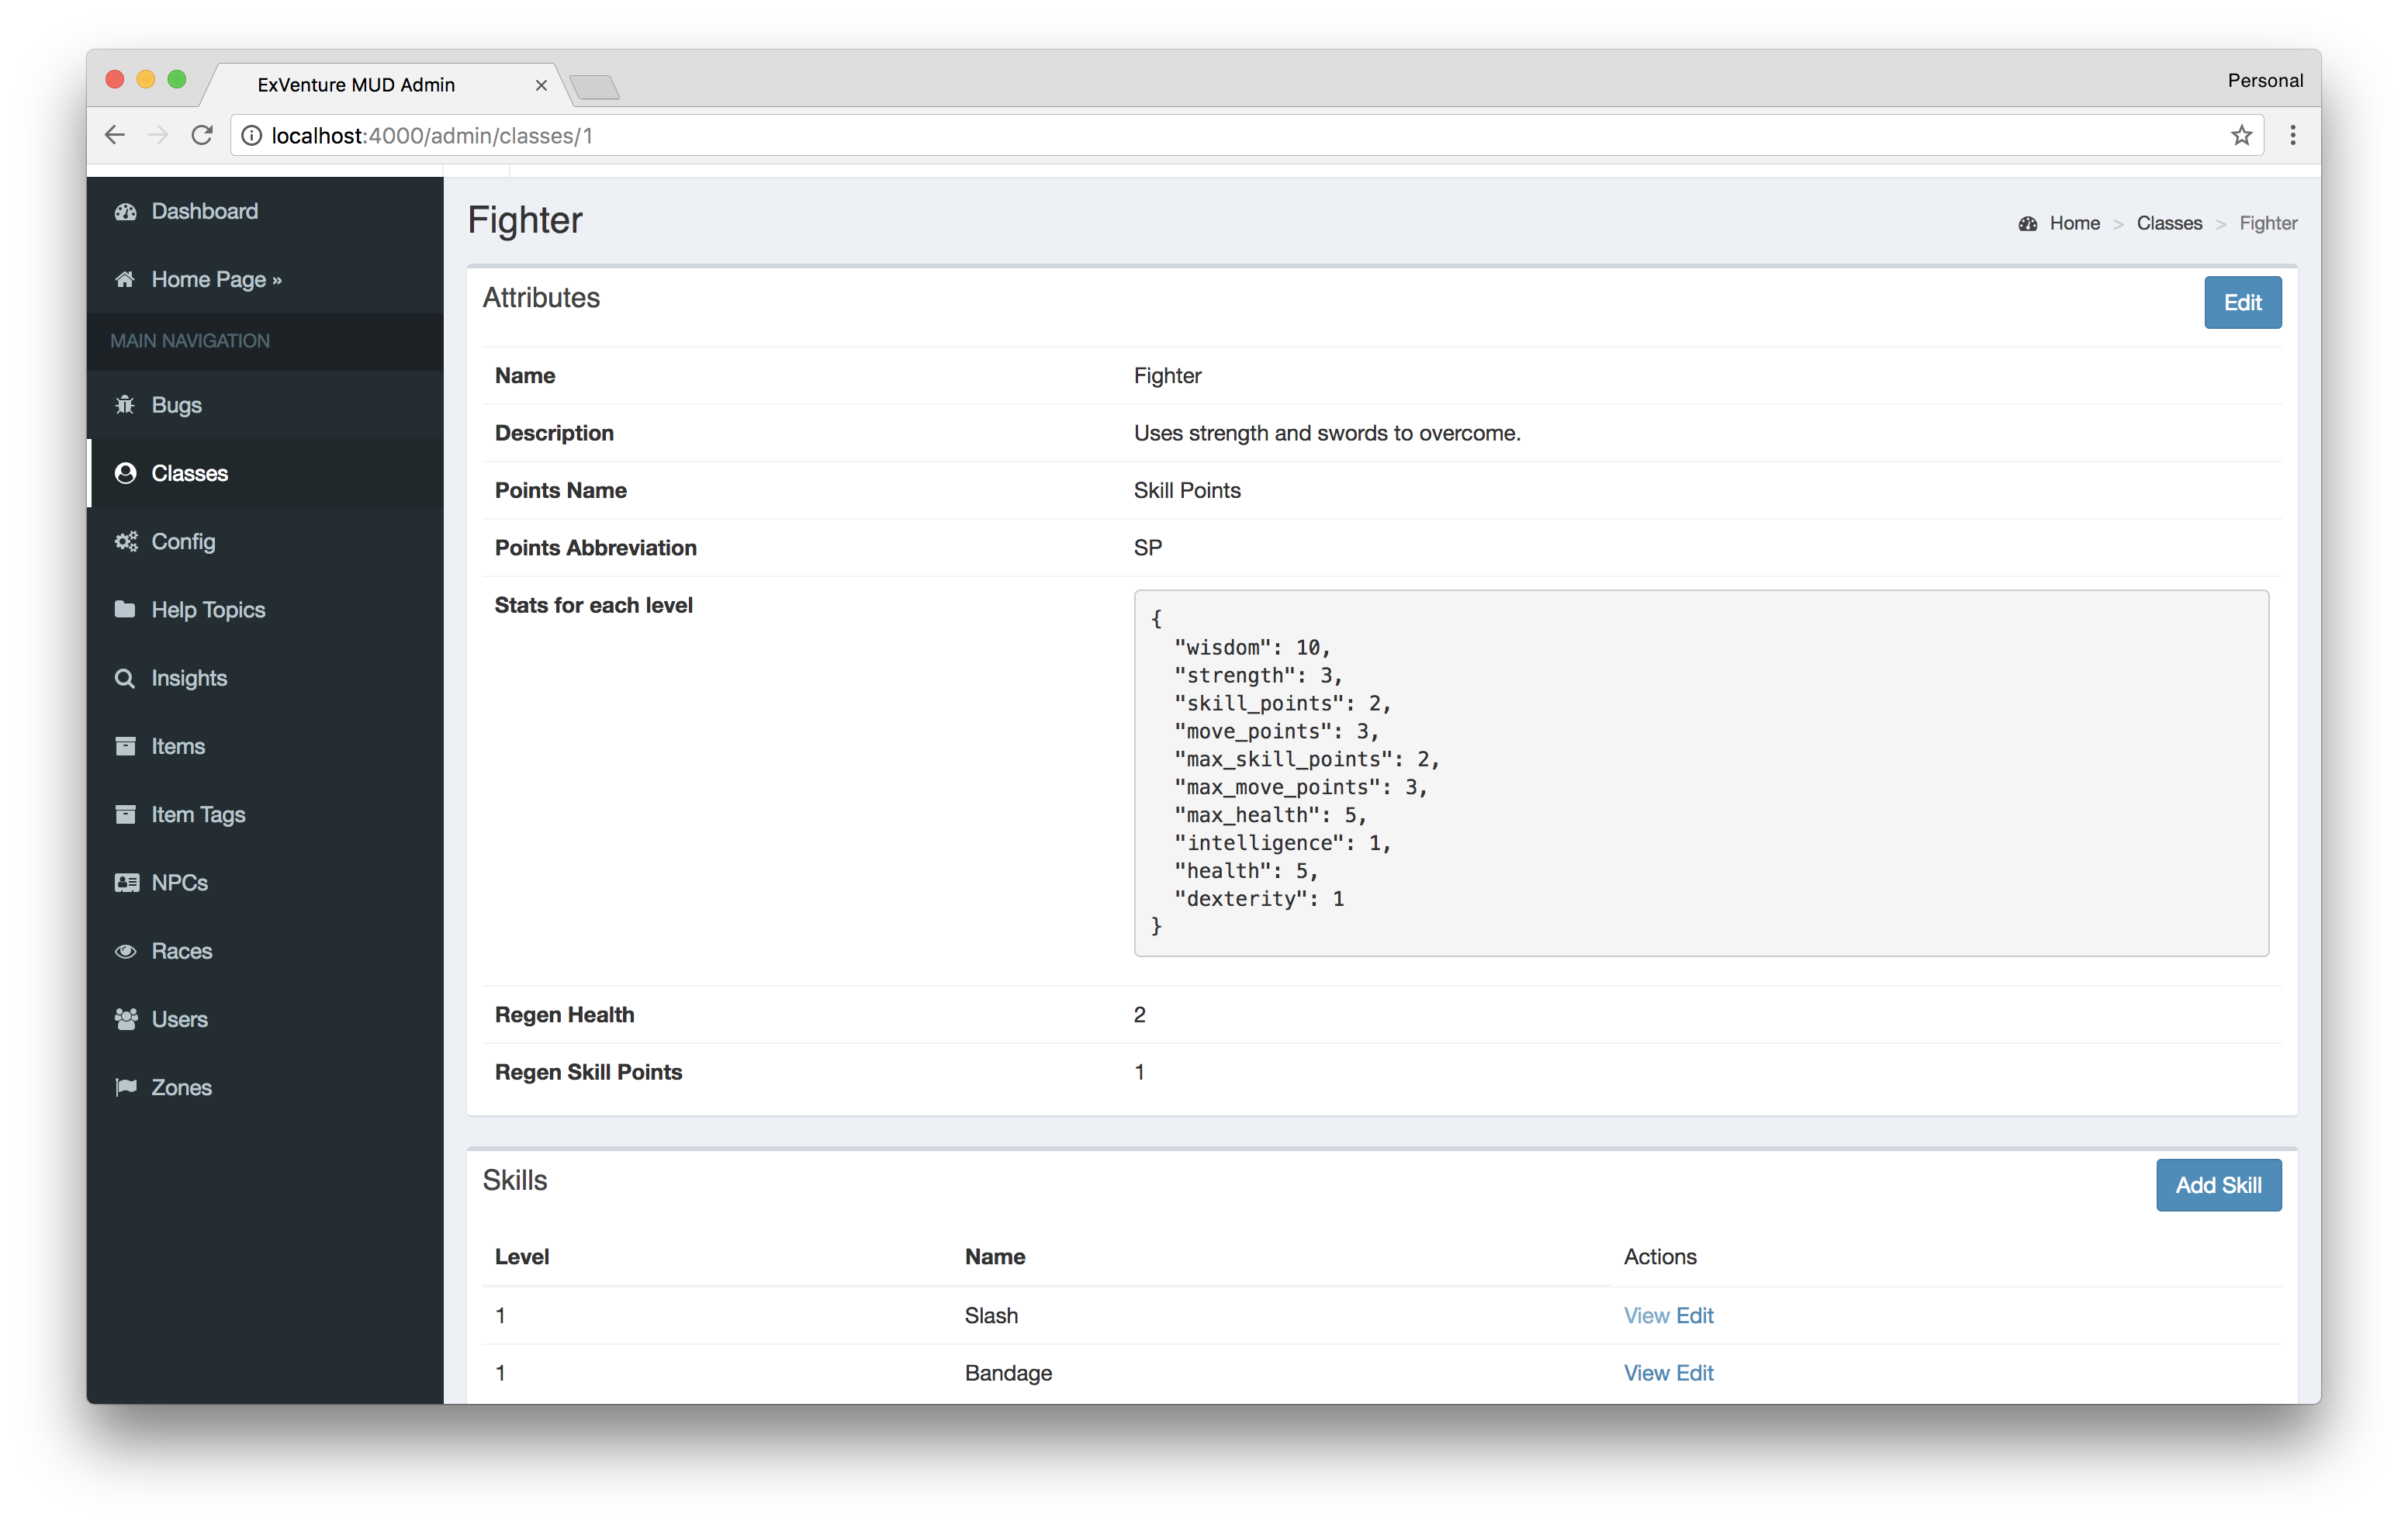 ExVenture MUD Admin
Personal
localhost:4000/admin/classes/1
Dashboard
Home Page »
MAIN NAVIGATION
Bugs
Classes
Config
Help Topics
Insights
Items
Item Tags
NPCs
Races
Users
Zones
Fighter
Home > Classes > Fighter
Attributes
Edit
Name Fighter
Description Uses strength and swords to overcome.
Points Name Skill Points
Points Abbreviation SP
Stats for each level
{
"wisdom": 10,
"strength": 3,
"skill_points": 2,
"move_points": 3,
"max_skill_points": 2,
"max_move_points": 3,
"max_health": 5,
"intelligence": 1,
"health": 5,
"dexterity": 1
}
Regen Health 2
Regen Skill Points 1
Skills
Add Skill
Level Name Actions
1 Slash View Edit
1 Bandage View Edit